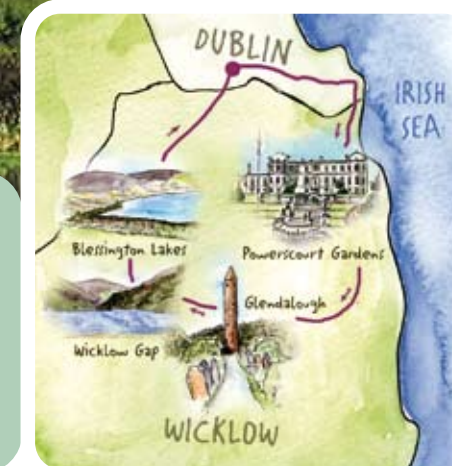 DUBLIN
IRISH
SEA
Blessington Lakes
Powerscourt Gardens
Glendalough
Wicklow Gap
WICKLOW